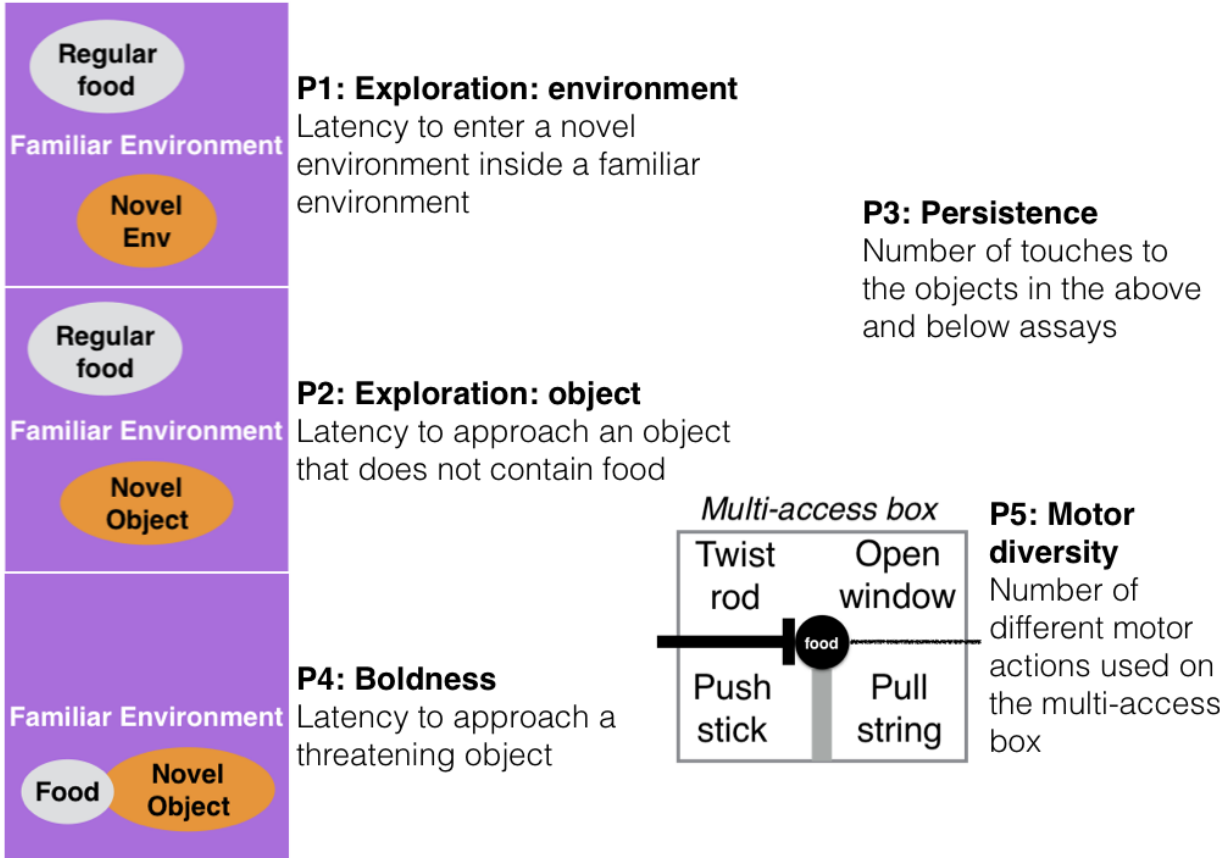 Regular
food
Familiar Environment
Novel
Env
P1: Exploration: environment
Latency to enter a novel
environment inside a familiar
environment
P3: Persistence
Number of touches to
the objects in the above
and below assays
Regular
food
Familiar Environment
Novel
Object
P2: Exploration: object
Latency to approach an object
that does not contain food
Familiar Environment
Food
Novel
Object
P4: Boldness
Latency to approach a
threatening object
Multi-access box
Twist
rod
Open
window
food
Push
stick
Pull
string
P5: Motor
diversity
Number of
different motor
actions used on
the multi-access
box